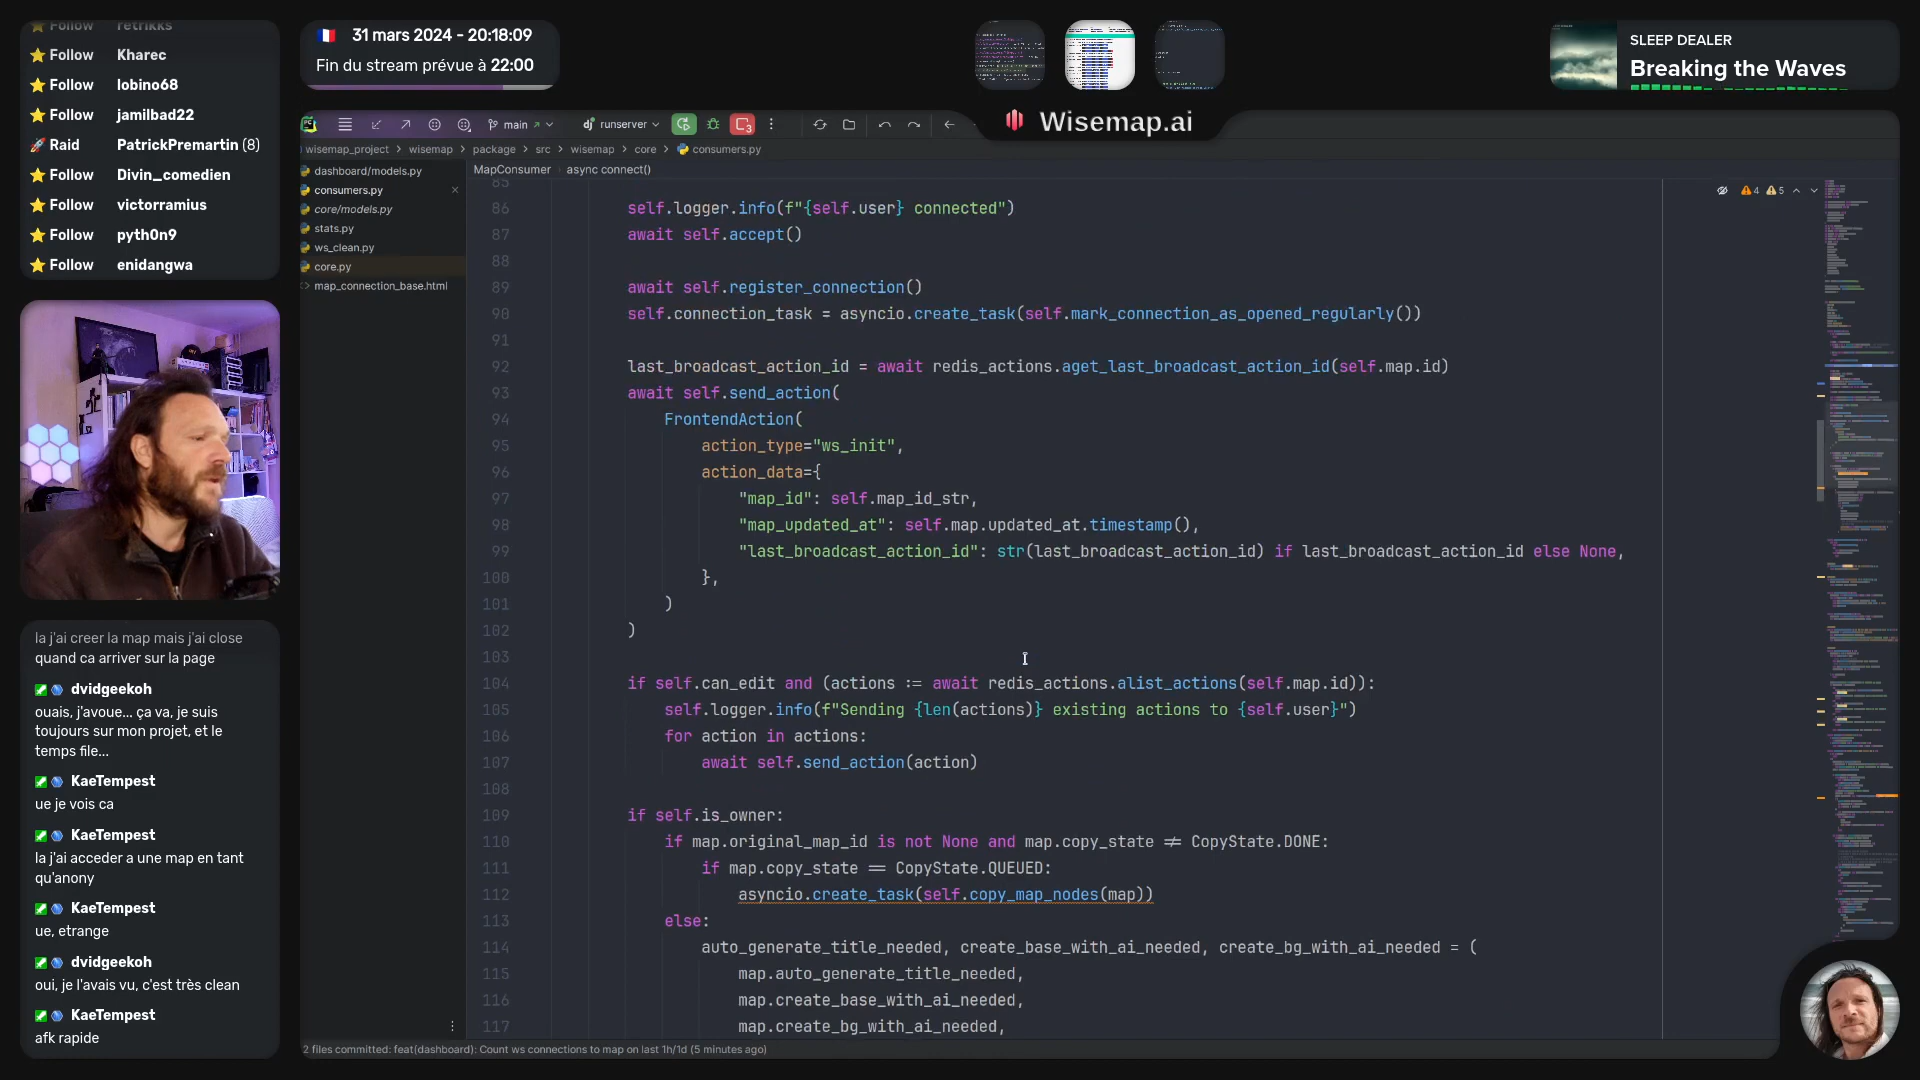 Follow retrikks
Follow Kharec
Follow lobino68
Follow jamilbad22
Raid PatrickPremartin (8)
Follow Divin_comedien
Follow victorramius
Follow pyth0n9
Follow enidangwa
31 mars 2024 - 20:18:09
Fin du stream prévue à 22:00
SLEEP DEALER
Breaking the Waves
Wisemap.ai
main
dj runserver
3
wisemap_project > wisemap > package > src > wisemap > core > consumers.py
dashboard/models.py
consumers.py
core/models.py
stats.py
ws_clean.py
core.py
map_connection_base.html
MapConsumer > async connect()
4 5
85
86 self.logger.info(f"{self.user} connected")
87 await self.accept()
88
89 await self.register_connection()
90 self.connection_task = asyncio.create_task(self.mark_connection_as_opened_regularly())
91
92 last_broadcast_action_id = await redis_actions.aget_last_broadcast_action_id(self.map.id)
93 await self.send_action(
94 FrontendAction(
95 action_type="ws_init",
96 action_data={
97 "map_id": self.map_id_str,
98 "map_updated_at": self.map.updated_at.timestamp(),
99 "last_broadcast_action_id": str(last_broadcast_action_id) if last_broadcast_action_id else None,
100 },
101 )
102 )
103
104 if self.can_edit and (actions := await redis_actions.alist_actions(self.map.id)):
105 self.logger.info(f"Sending {len(actions)} existing actions to {self.user}")
106 for action in actions:
107 await self.send_action(action)
108
109 if self.is_owner:
110 if map.original_map_id is not None and map.copy_state ≠ CopyState.DONE:
111 if map.copy_state == CopyState.QUEUED:
112 asyncio.create_task(self.copy_map_nodes(map))
113 else:
114 auto_generate_title_needed, create_base_with_ai_needed, create_bg_with_ai_needed = (
115 map.auto_generate_title_needed,
116 map.create_base_with_ai_needed,
117 map.create_bg_with_ai_needed,
2 files committed: feat(dashboard): Count ws connections to map on last 1h/1d (5 minutes ago)
la j'ai creer la map mais j'ai close
quand ca arriver sur la page
dvidgeekoh
ouais, j'avoue... ça va, je suis
toujours sur mon projet, et le
temps file...
KaeTempest
ue je vois ca
KaeTempest
la j'ai acceder a une map en tant
qu'anony
KaeTempest
ue, etrange
dvidgeekoh
oui, je l'avais vu, c'est très clean
KaeTempest
afk rapide